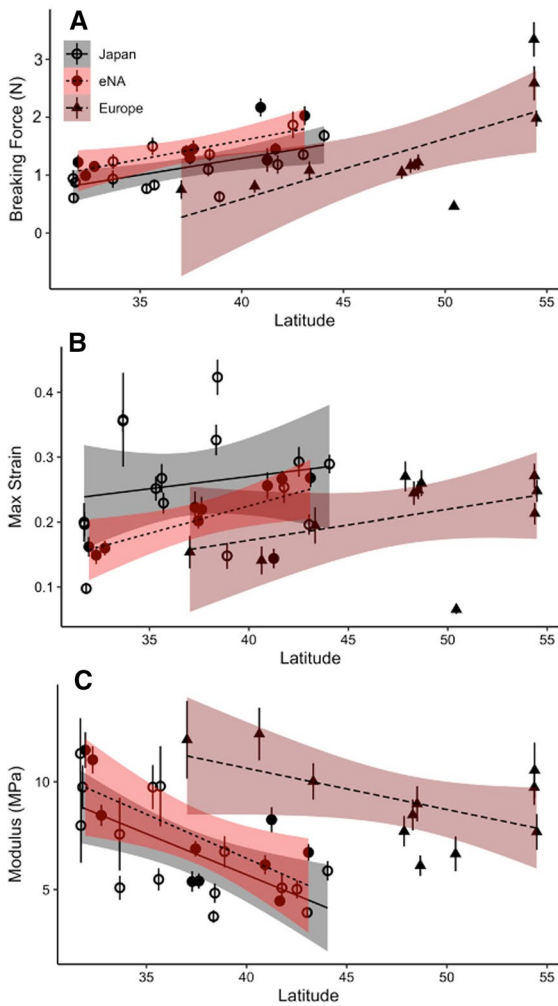 A
Japan
eNA
Europe
3
2
1
0
Breaking Force (N)
35 40 45 50 55
Latitude
B
0.4
0.3
0.2
0.1
Max Strain
35 40 45 50 55
Latitude
C
10
5
Modulus (MPa)
35 40 45 50 55
Latitude